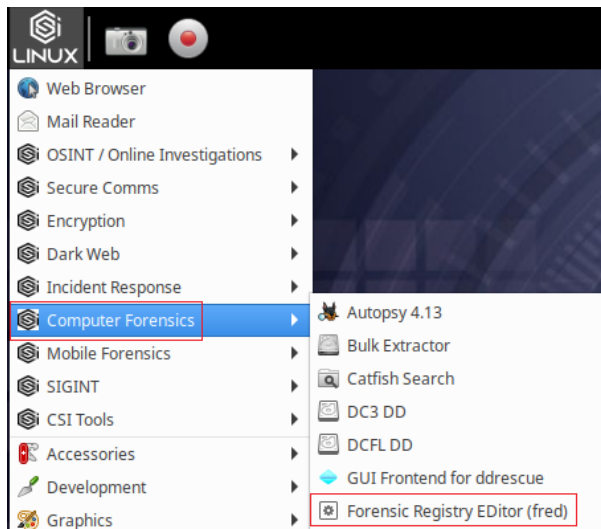 Si
LINUX
Web Browser
Mail Reader
OSINT / Online Investigations
Secure Comms
Encryption
Dark Web
Incident Response
Computer Forensics
Mobile Forensics
SIGINT
CSI Tools
Accessories
Development
Graphics
Autopsy 4.13
Bulk Extractor
Catfish Search
DC3 DD
DCFL DD
GUI Frontend for ddrescue
Forensic Registry EDitor (fred)